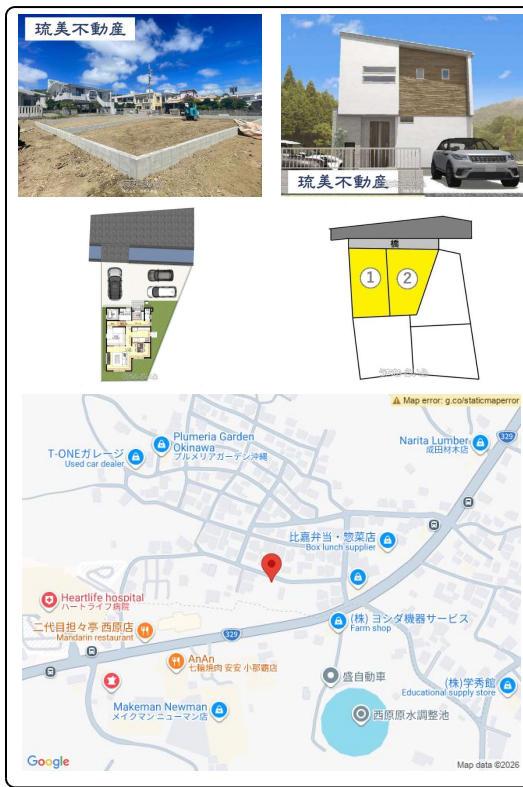 琉美不動産
琉美不動産
橋
①
②
Map error: g.co/staticmaperror
Plumeria Garden
Okinawa
プルメリアガーデン沖縄
T-ONEガレージ
Used car dealer
Narita Lumber
成田材木店
329
比嘉弁当・惣菜店
Box lunch supplier
Heartlife hospital
ハートライフ病院
二代目担々亭 西原店
Mandarin restaurant
329
(株) ヨシダ機器サービス
Farm shop
AnAn
七輪焼肉 安安 小那覇店
盛自動車
(株)学秀館
Educational supply store
Makeman Newman
メイクマン ニューマン店
西原原水調整池
Google
Map data ©2026